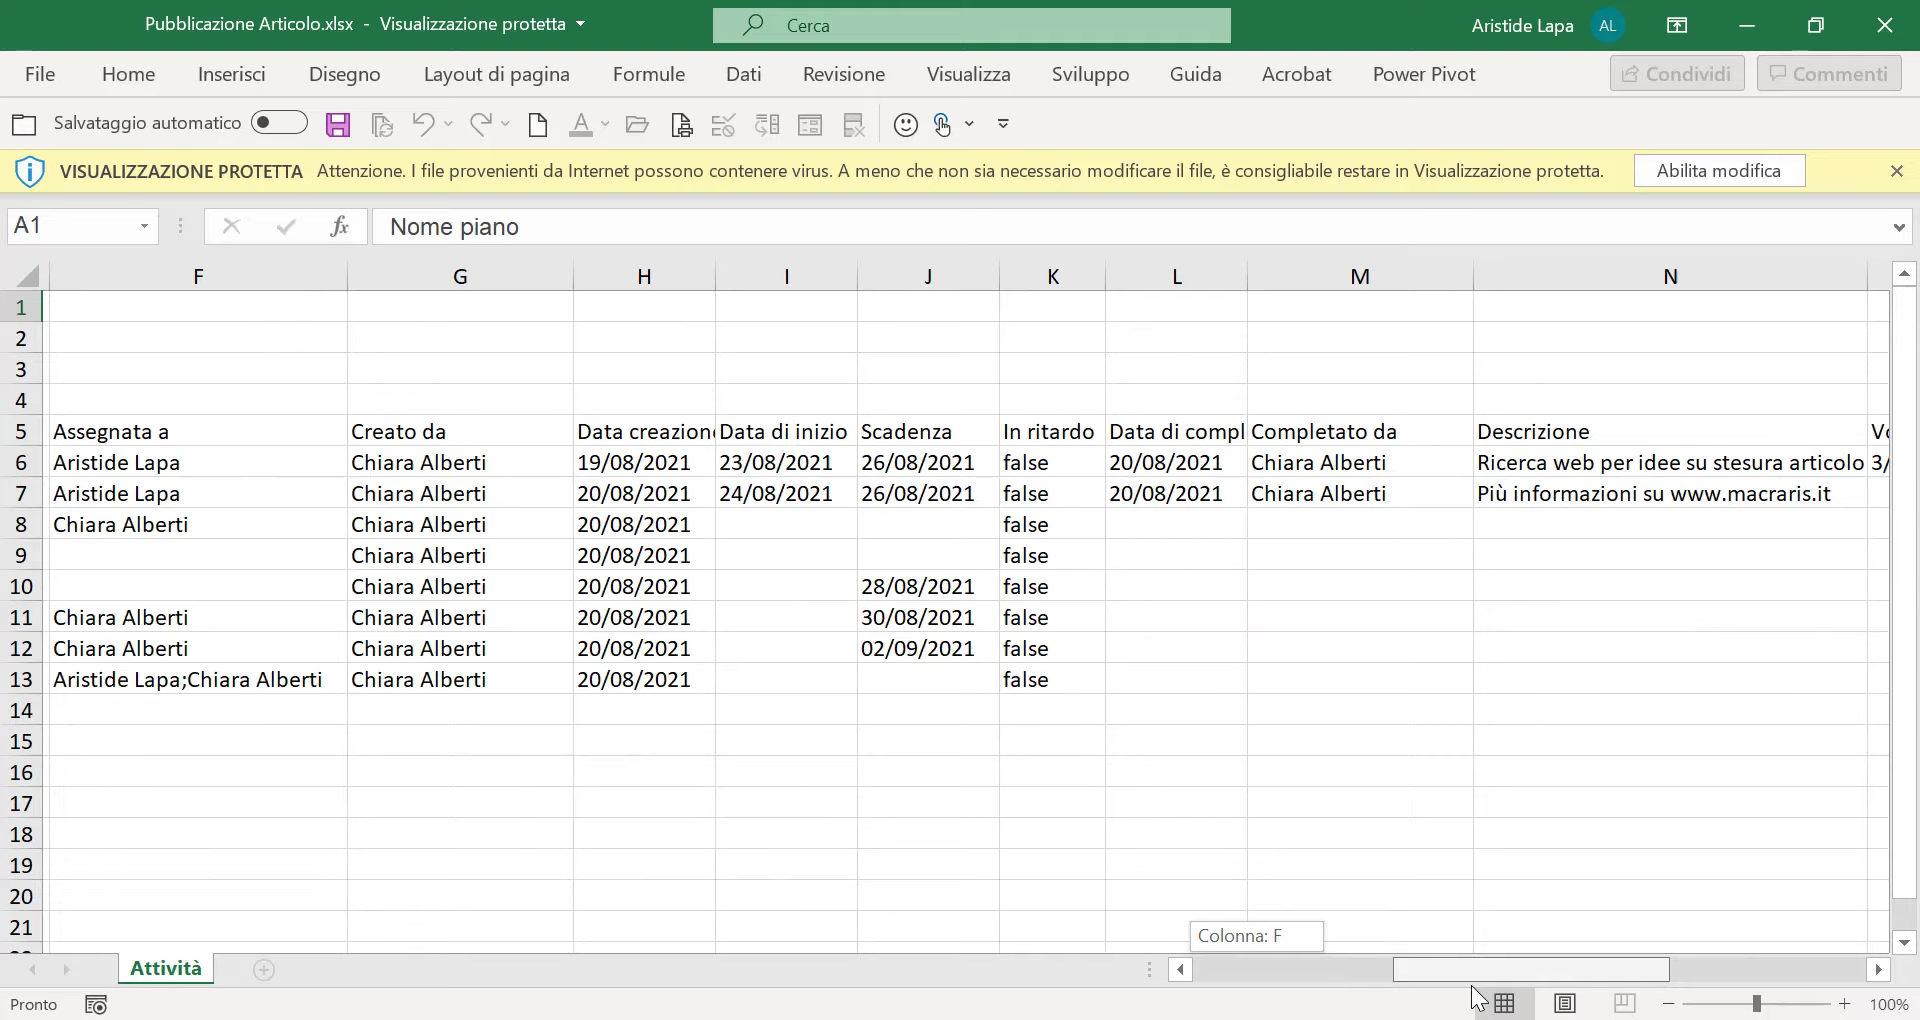 Pubblicazione Articolo.xlsx - Visualizzazione protetta
Cerca
Aristide Lapa AL
File Home Inserisci Disegno Layout di pagina Formule Dati Revisione Visualizza Sviluppo Guida Acrobat Power Pivot Condividi Commenti
Salvataggio automatico
VISUALIZZAZIONE PROTETTA Attenzione. I file provenienti da Internet possono contenere virus. A meno che non sia necessario modificare il file, è consigliabile restare in Visualizzazione protetta. Abilita modifica
A1 fx Nome piano
F G H I J K L M N
1
2
3
4
5 Assegnata a Creato da Data creazion Data di inizio Scadenza In ritardo Data di compl Completato da Descrizione
6 Aristide Lapa Chiara Alberti 19/08/2021 23/08/2021 26/08/2021 false 20/08/2021 Chiara Alberti Ricerca web per idee su stesura articolo 3/
7 Aristide Lapa Chiara Alberti 20/08/2021 24/08/2021 26/08/2021 false 20/08/2021 Chiara Alberti Più informazioni su www.macraris.it
8 Chiara Alberti Chiara Alberti 20/08/2021 false
9 Chiara Alberti 20/08/2021 false
10 Chiara Alberti 20/08/2021 28/08/2021 false
11 Chiara Alberti Chiara Alberti 20/08/2021 30/08/2021 false
12 Chiara Alberti Chiara Alberti 20/08/2021 02/09/2021 false
13 Aristide Lapa;Chiara Alberti Chiara Alberti 20/08/2021 false
14
15
16
17
18
19
20
21
Colonna: F
Attività
Pronto 100%